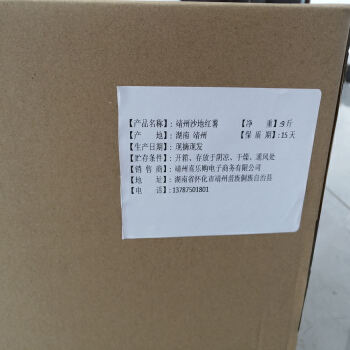 【产品名称】:靖州沙地红薯 【净 重】:9斤
【产 地】:湖南 靖州 【保 质 期】:15天
【生产日期】:现摘现发
【贮存条件】:开箱、存放于阴凉、干燥、通风处
【销 售 商】:靖州喜乐购电子商务有限公司
【地 址】:湖南省怀化市靖州苗族侗族自治县
【电 话】:13787501801